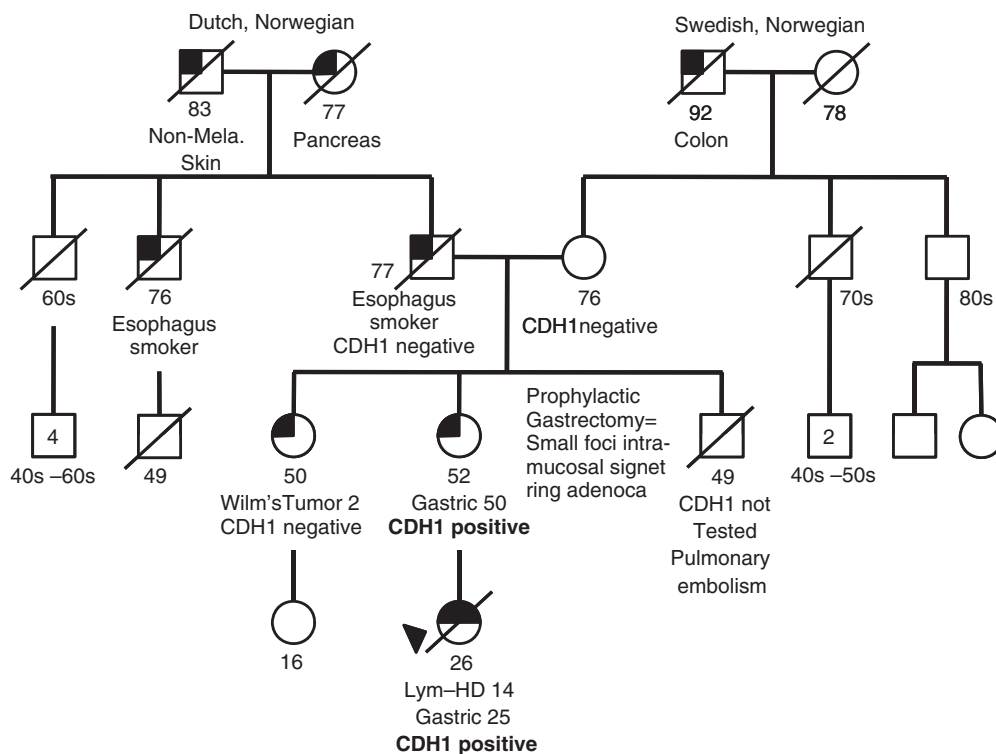 Dutch, Norwegian
Swedish, Norwegian
83
Non-Mela.
Skin
77
Pancreas
92
Colon
78
60s
76
Esophagus
smoker
77
Esophagus
smoker
CDH1 negative
76
CDH1negative
70s
80s
4
40s –60s
49
50
Wilm'sTumor 2
CDH1 negative
52
Gastric 50
CDH1 positive
Prophylactic
Gastrectomy=
Small foci intra-
mucosal signet
ring adenoca
49
CDH1 not
Tested
Pulmonary
embolism
2
40s –50s
16
26
Lym–HD 14
Gastric 25
CDH1 positive